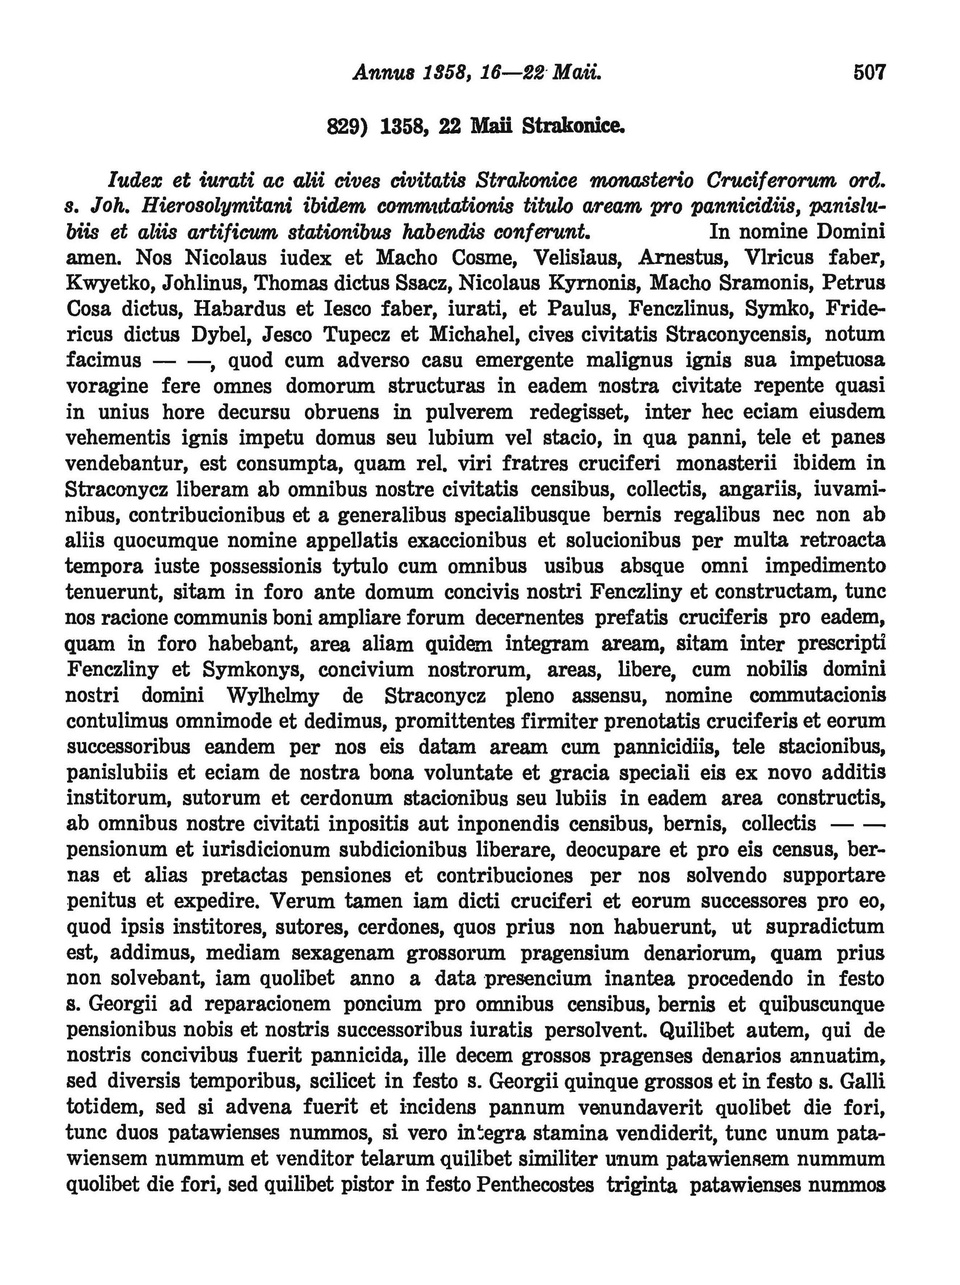 Annus 1358, 16—22 Maii. 507
829) 1358, 22 Maii Strakonice.
Iudex et iurati ac alii cives civitatis Strakonice monasterio Cruciferorum ord.
s. Joh. Hierosolymitani ibidem commutationis titulo aream pro pannicidiis, panislu-
biis et aliis artificum stationibus habendis conferunt. In nomine Domini
amen. Nos Nicolaus iudex et Macho Cosme, Velislaus, Arnestus, Vlricus faber,
Kwyetko, Johlinus, Thomas dictus Ssacz, Nicolaus Kyrnonis, Macho Sramonis, Petrus
Cosa dictus, Habardus et Iesco faber, iurati, et Paulus, Fenczlinus, Symko, Fride-
ricus dictus Dybel, Jesco Tupecz et Michahel, cives civitatis Straconycensis, notum
facimus — —, quod cum adverso casu emergente malignus ignis sua impetuosa
voragine fere omnes domorum structuras in eadem nostra civitate repente quasi
in unius hore decursu obruens in pulverem redegisset, inter hec eciam eiusdem
vehementis ignis impetu domus seu lubium vel stacio, in qua panni, tele et panes
vendebantur, est consumpta, quam rel. viri fratres cruciferi monasterii ibidem in
Straconycz liberam ab omnibus nostre civitatis censibus, collectis, angariis, iuvami-
nibus, contribucionibus et a generalibus specialibusque bernis regalibus nec non ab
aliis quocumque nomine appellatis exaccionibus et solucionibus per multa retroacta
tempora iuste possessionis tytulo cum omnibus usibus absque omni impedimento
tenuerunt, sitam in foro ante domum concivis nostri Fenczliny et constructam, tunc
nos racione communis boni ampliare forum decernentes prefatis cruciferis pro eadem,
quam in foro habebant, area aliam quidem integram aream, sitam inter prescripti
Fenczliny et Symkonys, concivium nostrorum, areas, libere, cum nobilis domini
nostri domini Wylhelmy de Straconycz pleno assensu, nomine commutacionis
contulimus omnimode et dedimus, promittentes firmiter prenotatis cruciferis et eorum
successoribus eandem per nos eis datam aream cum pannicidiis, tele stacionibus,
panislubiis et eciam de nostra bona voluntate et gracia speciali eis ex novo additis
institorum, sutorum et cerdonum stacionibus seu lubiis in eadem area constructis,
ab omnibus nostre civitati inpositis aut inponendis censibus, bernis, collectis — —
pensionum et iurisdicionum subdicionibus liberare, deocupare et pro eis census, ber-
nas et alias pretactas pensiones et contribuciones per nos solvendo supportare
penitus et expedire. Verum tamen iam dicti cruciferi et eorum successores pro eo,
quod ipsis institores, sutores, cerdones, quos prius non habuerunt, ut supradictum
est, addimus, mediam sexagenam grossorum pragensium denariorum, quam prius
non solvebant, iam quolibet anno a data presencium inantea procedendo in festo
s. Georgii ad reparacionem poncium pro omnibus censibus, bernis et quibuscunque
pensionibus nobis et nostris successoribus iuratis persolvent. Quilibet autem, qui de
nostris concivibus fuerit pannicida, ille decem grossos pragenses denarios annuatim,
sed diversis temporibus, scilicet in festo s. Georgii quinque grossos et in festo s. Galli
totidem, sed si advena fuerit et incidens pannum venundaverit quolibet die fori,
tunc duos patawienses nummos, si vero integra stamina vendiderit, tunc unum pata-
wiensem nummum et venditor telarum quilibet similiter unum patawiensem nummum
quolibet die fori, sed quilibet pistor in festo Penthecostes triginta patawienses nummos